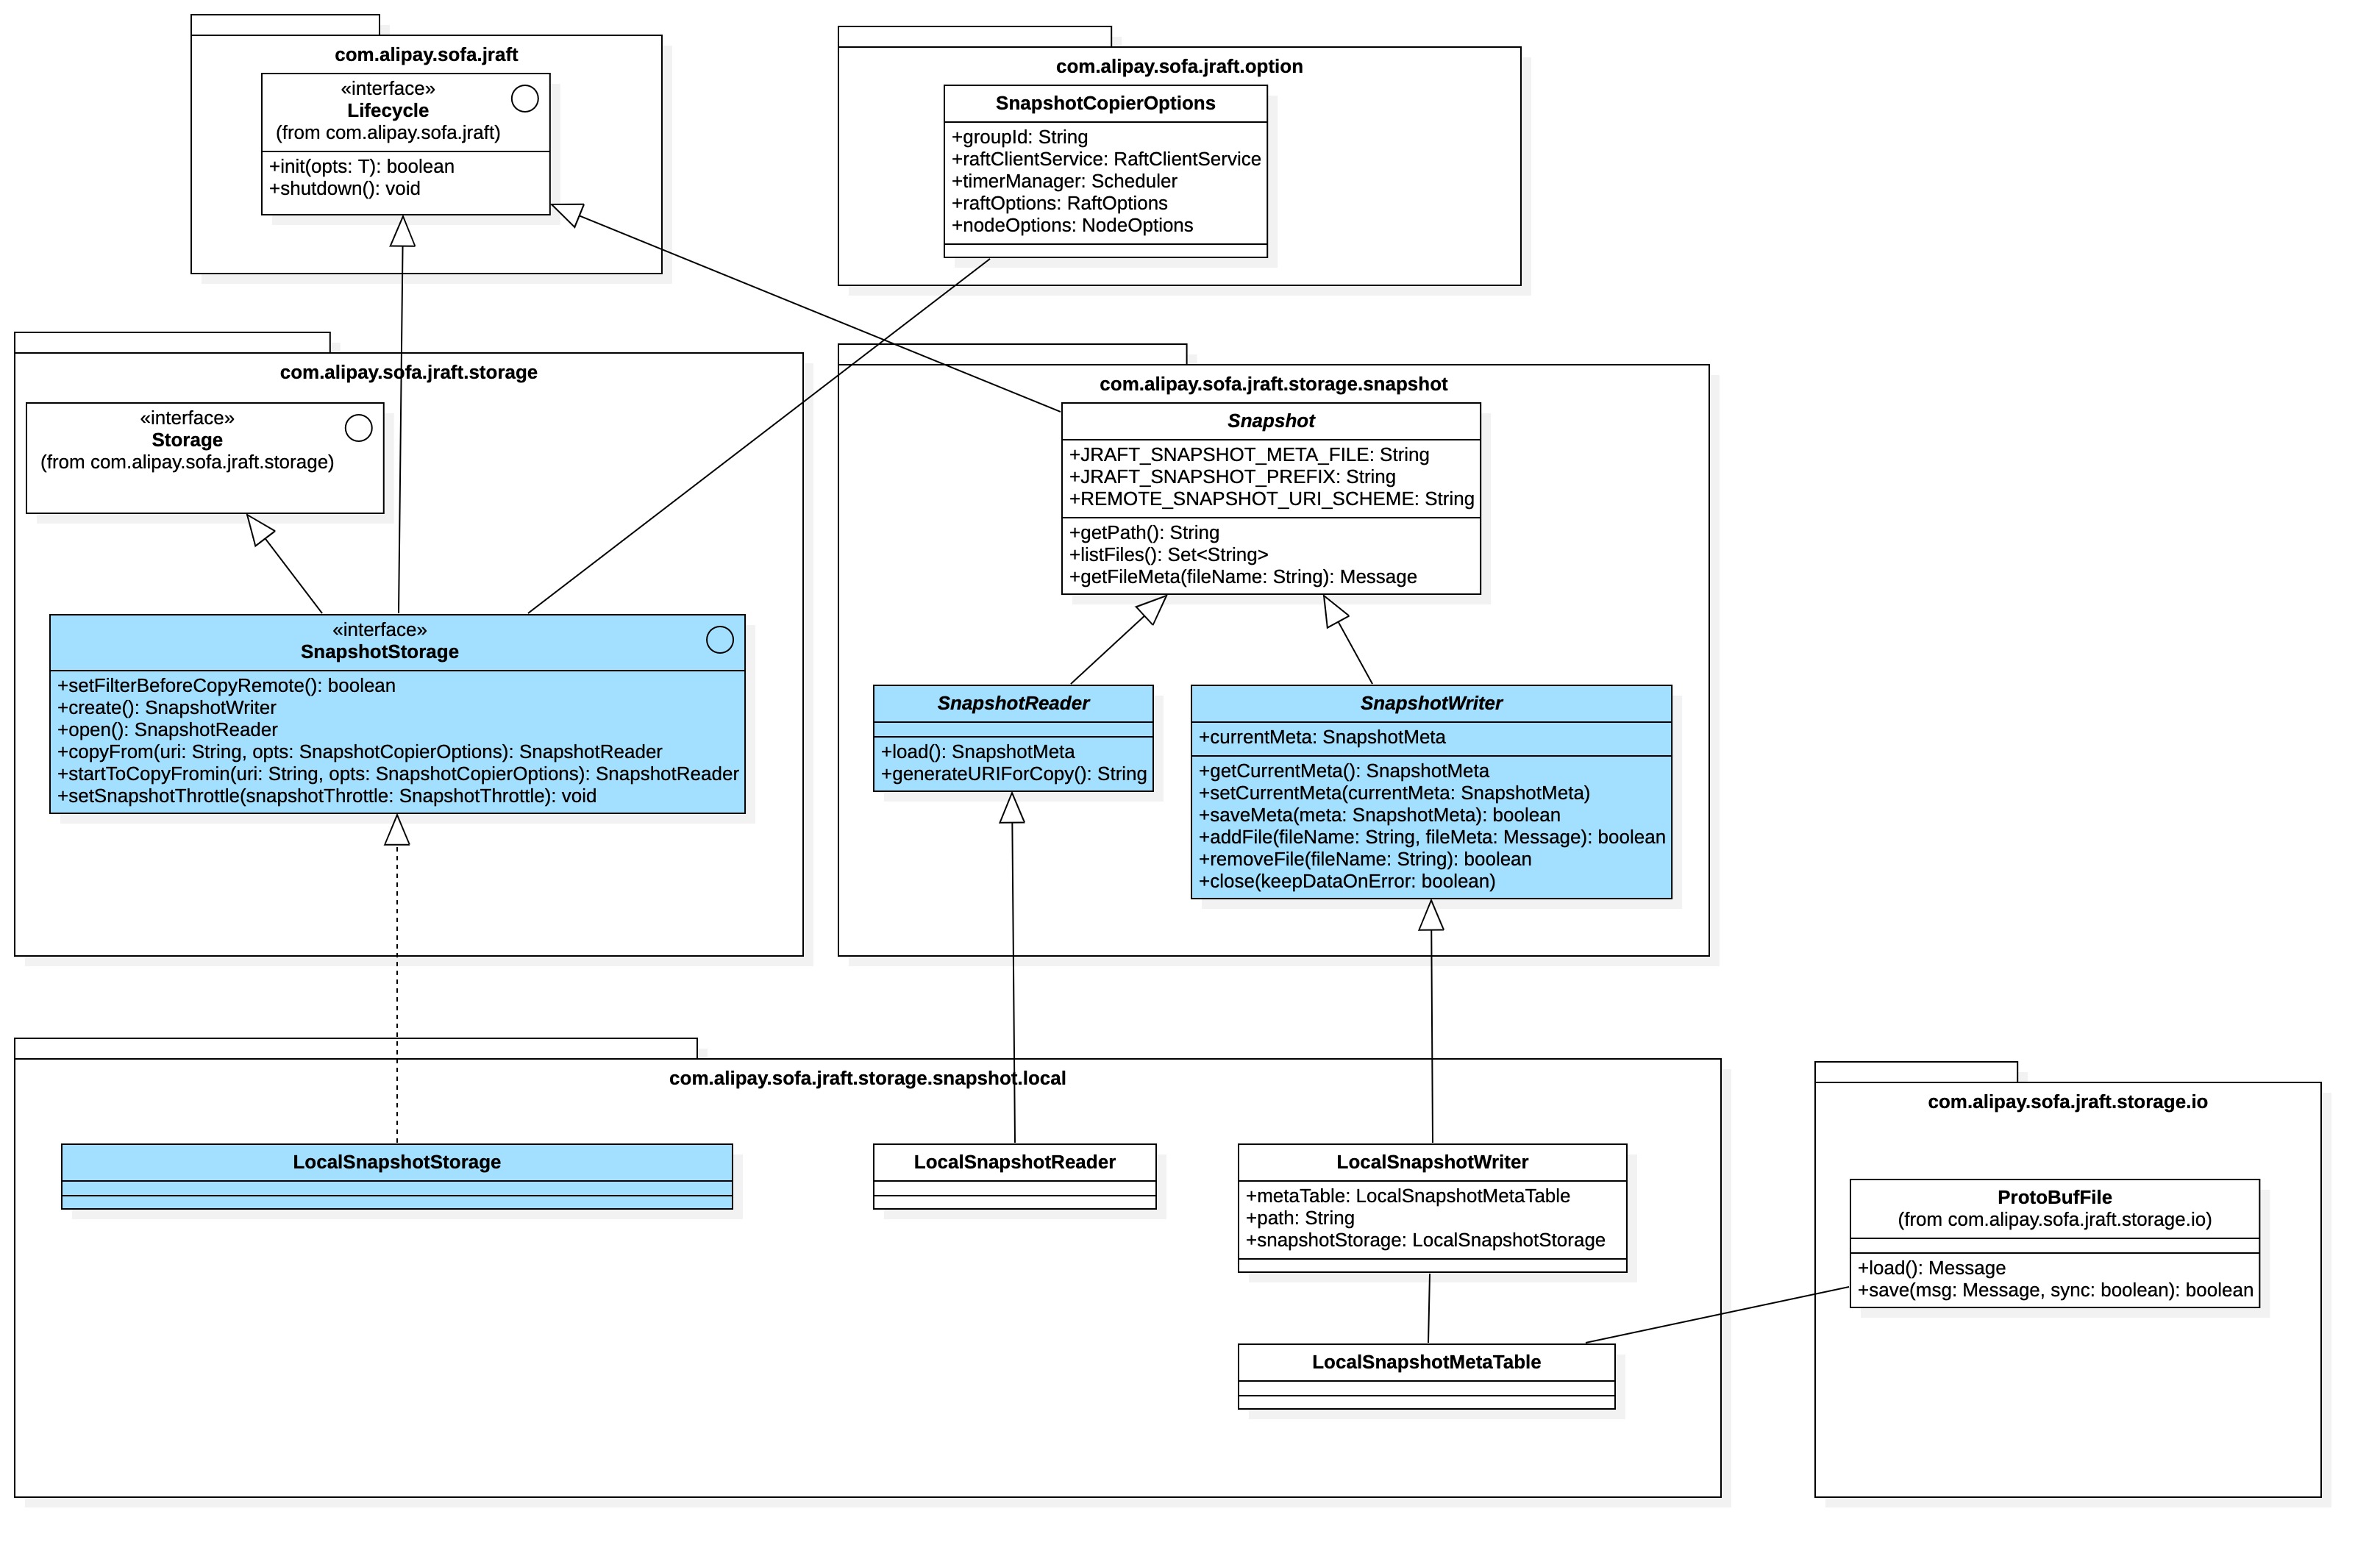 com.alipay.sofa.jraft
«interface»
Lifecycle
(from com.alipay.sofa.jraft)
+init(opts: T): boolean
+shutdown(): void
com.alipay.sofa.jraft.option
SnapshotCopierOptions
+groupId: String
+raftClientService: RaftClientService
+timerManager: Scheduler
+raftOptions: RaftOptions
+nodeOptions: NodeOptions
com.alipay.sofa.jraft.storage
«interface»
Storage
(from com.alipay.sofa.jraft.storage)
«interface»
SnapshotStorage
+setFilterBeforeCopyRemote(): boolean
+create(): SnapshotWriter
+open(): SnapshotReader
+copyFrom(uri: String, opts: SnapshotCopierOptions): SnapshotReader
+startToCopyFromin(uri: String, opts: SnapshotCopierOptions): SnapshotReader
+setSnapshotThrottle(snapshotThrottle: SnapshotThrottle): void
com.alipay.sofa.jraft.storage.snapshot
Snapshot
+JRAFT_SNAPSHOT_META_FILE: String
+JRAFT_SNAPSHOT_PREFIX: String
+REMOTE_SNAPSHOT_URI_SCHEME: String
+getPath(): String
+listFiles(): Set<String>
+getFileMeta(fileName: String): Message
SnapshotReader
+load(): SnapshotMeta
+generateURIForCopy(): String
SnapshotWriter
+currentMeta: SnapshotMeta
+getCurrentMeta(): SnapshotMeta
+setCurrentMeta(currentMeta: SnapshotMeta)
+saveMeta(meta: SnapshotMeta): boolean
+addFile(fileName: String, fileMeta: Message): boolean
+removeFile(fileName: String): boolean
+close(keepDataOnError: boolean)
com.alipay.sofa.jraft.storage.snapshot.local
LocalSnapshotStorage
LocalSnapshotReader
LocalSnapshotWriter
+metaTable: LocalSnapshotMetaTable
+path: String
+snapshotStorage: LocalSnapshotStorage
LocalSnapshotMetaTable
com.alipay.sofa.jraft.storage.io
ProtoBufFile
(from com.alipay.sofa.jraft.storage.io)
+load(): Message
+save(msg: Message, sync: boolean): boolean